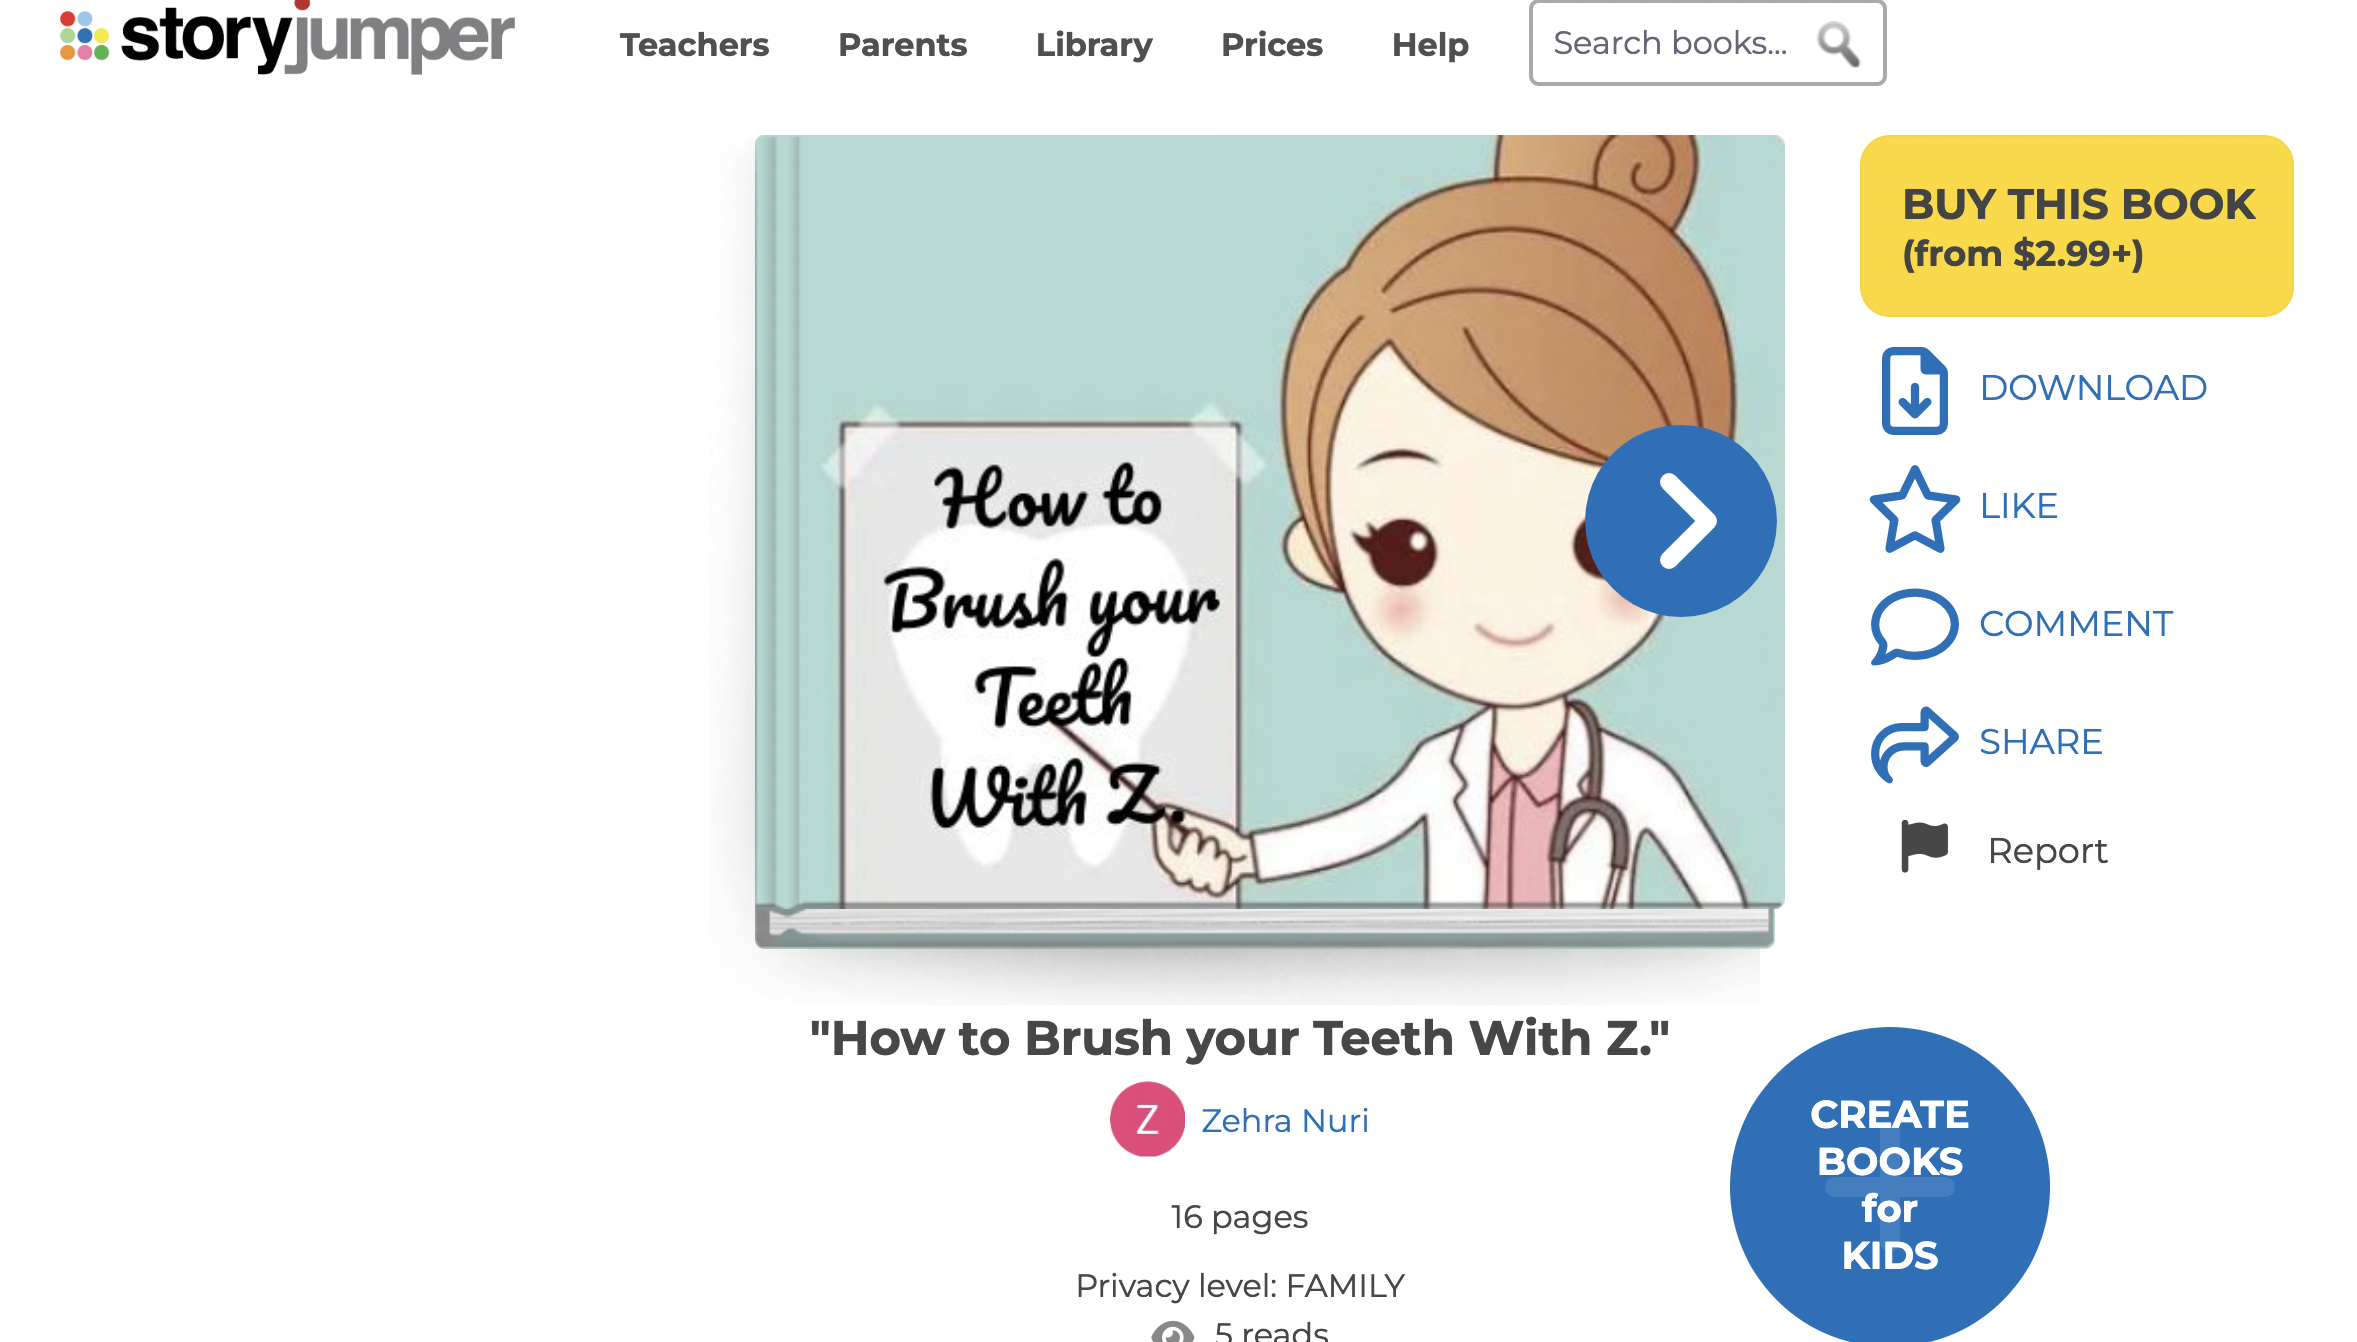 storyjumper
Teachers
Parents
Library
Prices
Help
Search books...
How to
Brush your
Teeth
With Z.
BUY THIS BOOK
(from $2.99+)
DOWNLOAD
LIKE
COMMENT
SHARE
Report
"How to Brush your Teeth With Z."
Z
Zehra Nuri
16 pages
Privacy level: FAMILY
5 reads
CREATE
BOOKS
for
KIDS